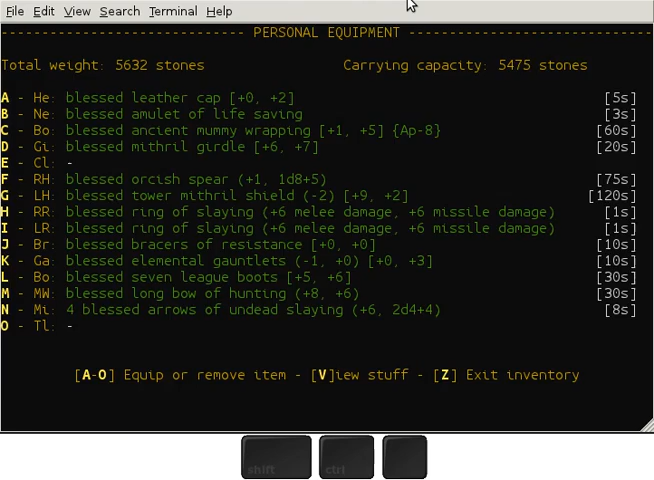 File Edit View Search Terminal Help
------------------------------ PERSONAL EQUIPMENT ------------------------------
Total weight: 5632 stones Carrying capacity: 5475 stones
A - He: blessed leather cap [+0, +2] [5s]
B - Ne: blessed amulet of life saving [3s]
C - Bo: blessed ancient mummy wrapping [+1, +5] {Ap-8} [60s]
D - Gi: blessed mithril girdle [+6, +7] [20s]
E - Cl: -
F - RH: blessed orcish spear (+1, 1d8+5) [75s]
G - LH: blessed tower mithril shield (-2) [+9, +2] [120s]
H - RR: blessed ring of slaying (+6 melee damage, +6 missile damage) [1s]
I - LR: blessed ring of slaying (+6 melee damage, +6 missile damage) [1s]
J - Br: blessed bracers of resistance [+0, +0] [10s]
K - Ga: blessed elemental gauntlets (-1, +0) [+0, +3] [10s]
L - Bo: blessed seven league boots [+5, +6] [30s]
M - MW: blessed long bow of hunting (+8, +6) [30s]
N - Mi: 4 blessed arrows of undead slaying (+6, 2d4+4) [8s]
O - Tl: -
[A-O] Equip or remove item - [V]iew stuff - [Z] Exit inventory
shift ctrl